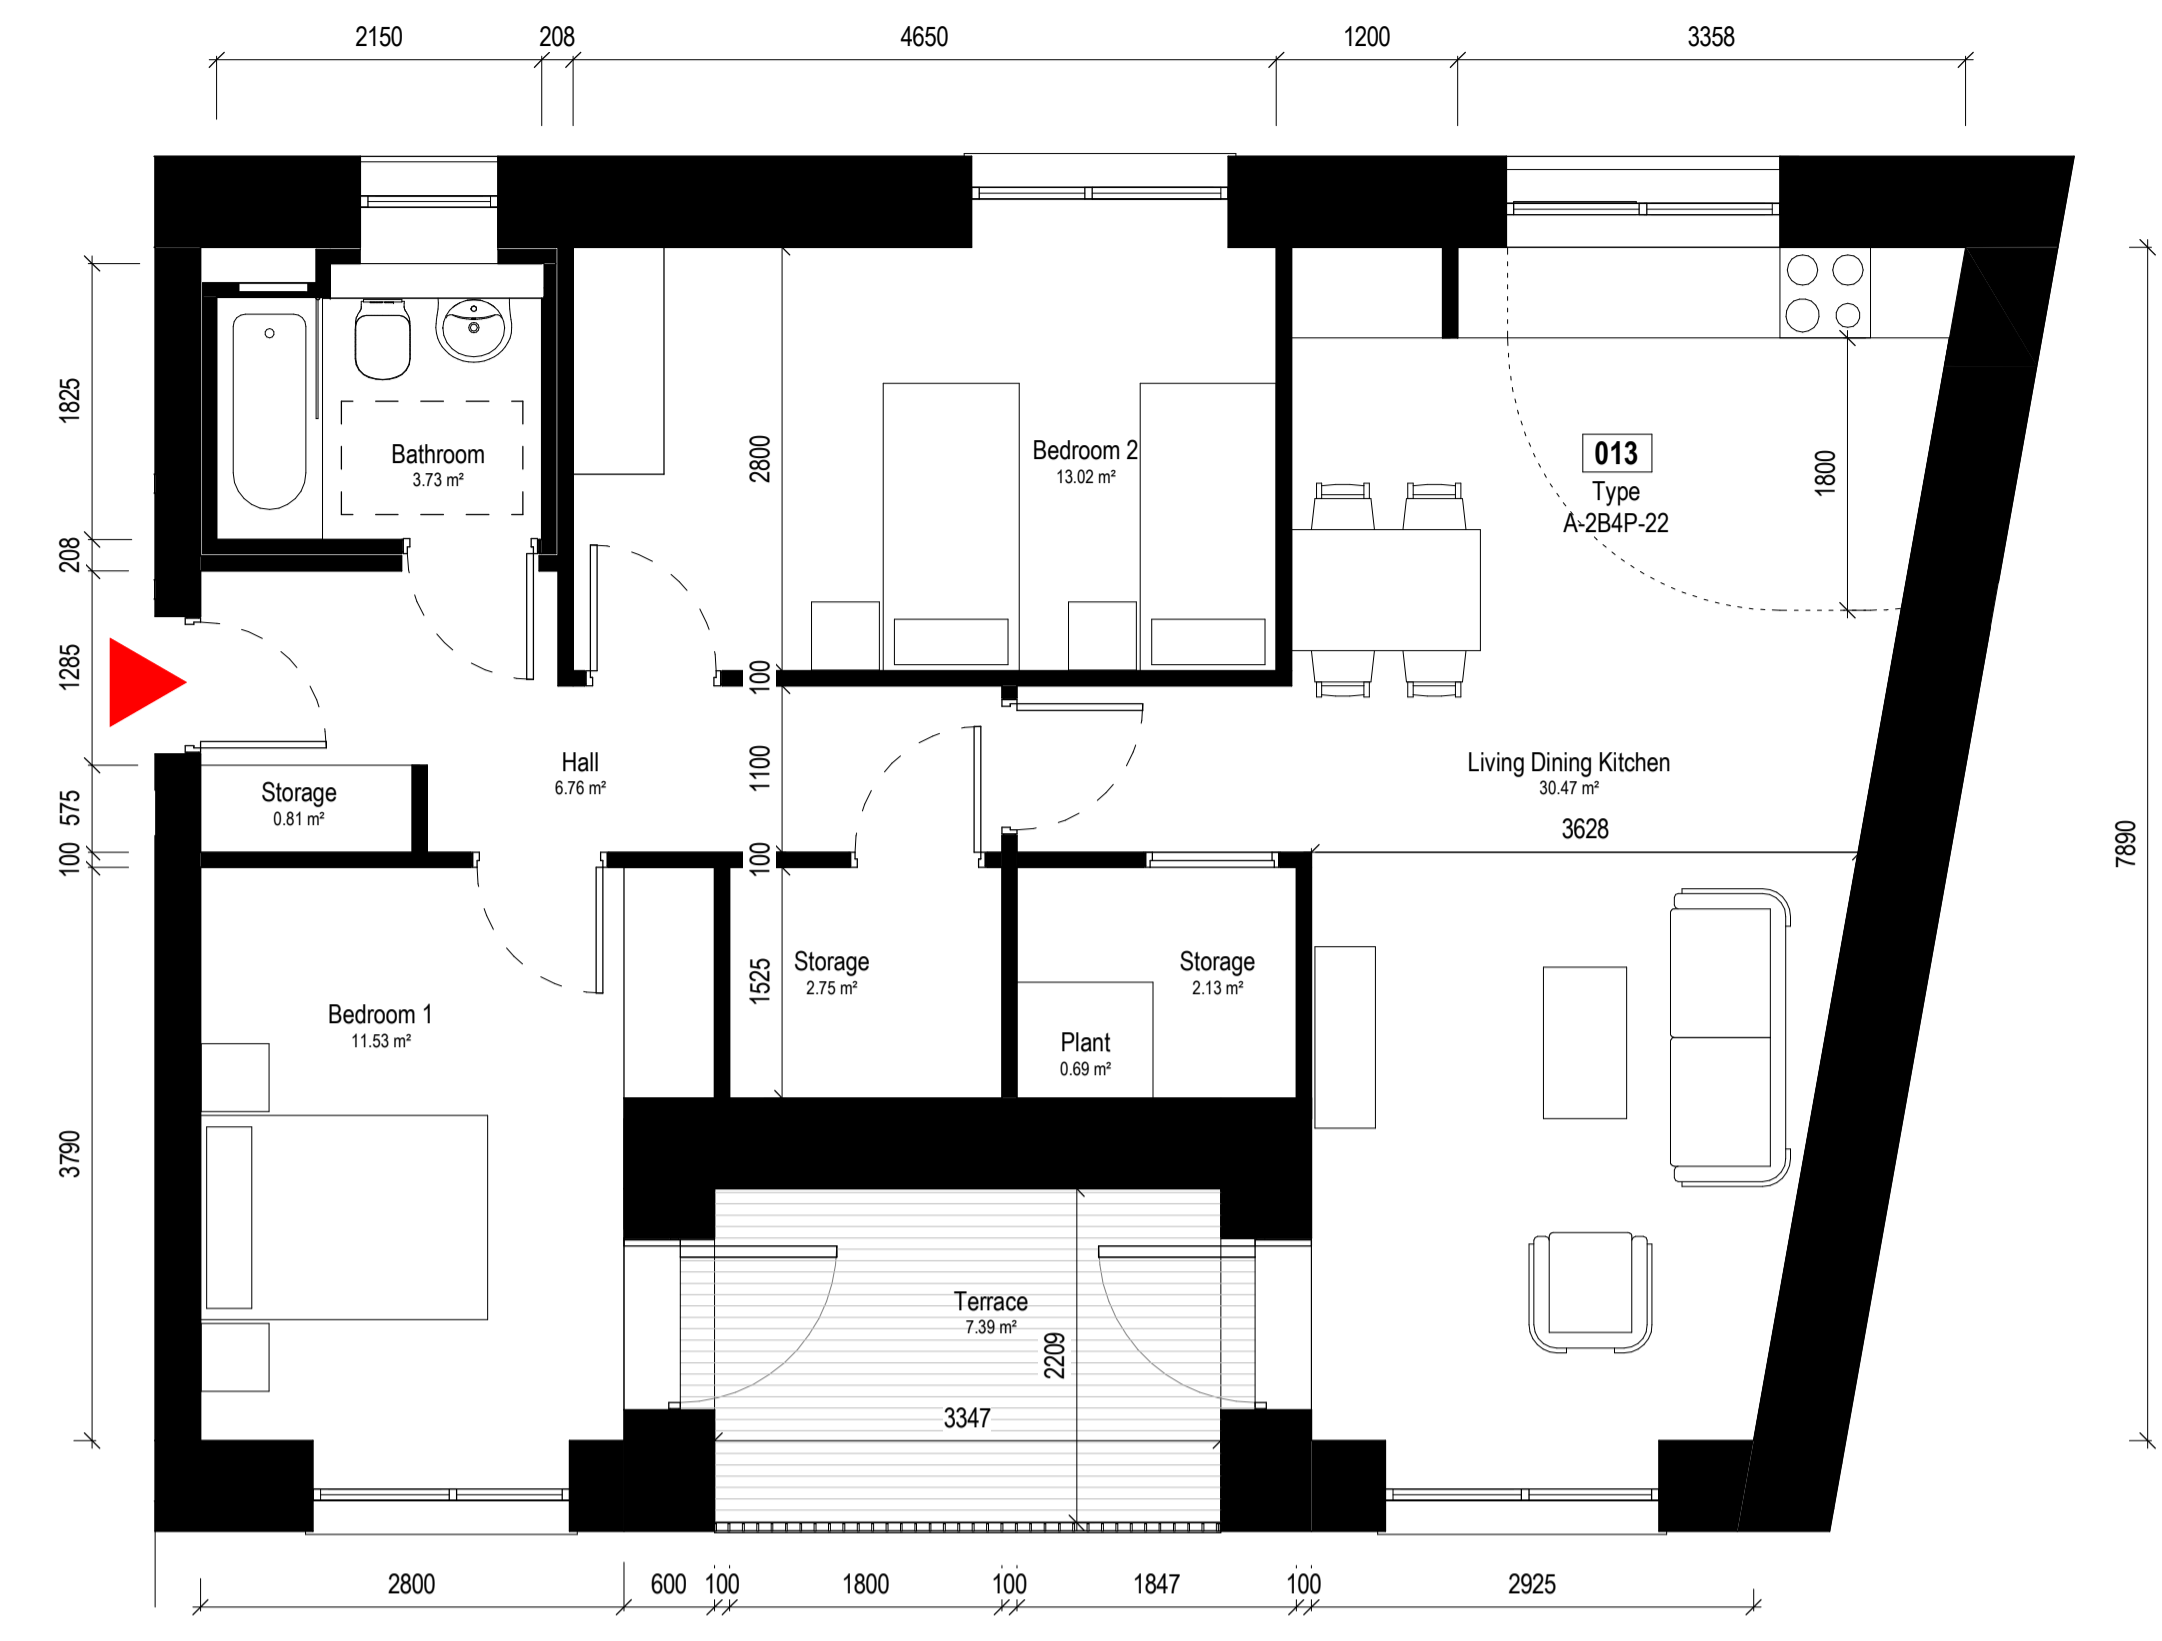 2150 208 4650 1200 3358
1825
208
1285
575
100
3790
Bathroom
3.73 m²
2800
Bedroom 2
13.02 m²
013
Type
A-2B4P-22
1800
100
1100
100
1525
Hall
6.76 m²
Storage
0.81 m²
Living Dining Kitchen
30.47 m²
3628
7890
Bedroom 1
11.53 m²
Storage
2.75 m²
Storage
2.13 m²
Plant
0.69 m²
Terrace
7.39 m²
2209
3347
2800 600 100 1800 100 1847 100 2925